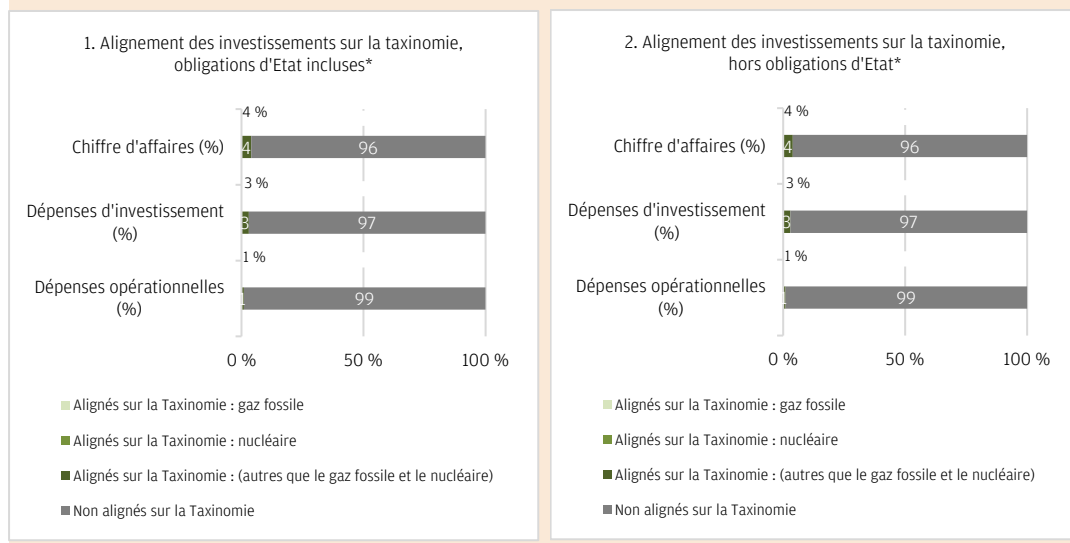 1. Alignement des investissements sur la taxinomie,
obligations d'Etat incluses*
4 %
Chiffre d'affaires (%)
4
96
3 %
Dépenses d'investissement
(%)
3
97
1 %
Dépenses opérationnelles
(%)
1
99
0 %
50 %
100 %
Alignés sur la Taxinomie : gaz fossile
Alignés sur la Taxinomie : nucléaire
Alignés sur la Taxinomie : (autres que le gaz fossile et le nucléaire)
Non alignés sur la Taxinomie
2. Alignement des investissements sur la taxinomie,
hors obligations d'Etat*
4 %
Chiffre d'affaires (%)
4
96
3 %
Dépenses d'investissement
(%)
3
97
1 %
Dépenses opérationnelles
(%)
1
99
0 %
50 %
100 %
Alignés sur la Taxinomie : gaz fossile
Alignés sur la Taxinomie : nucléaire
Alignés sur la Taxinomie : (autres que le gaz fossile et le nucléaire)
Non alignés sur la Taxinomie